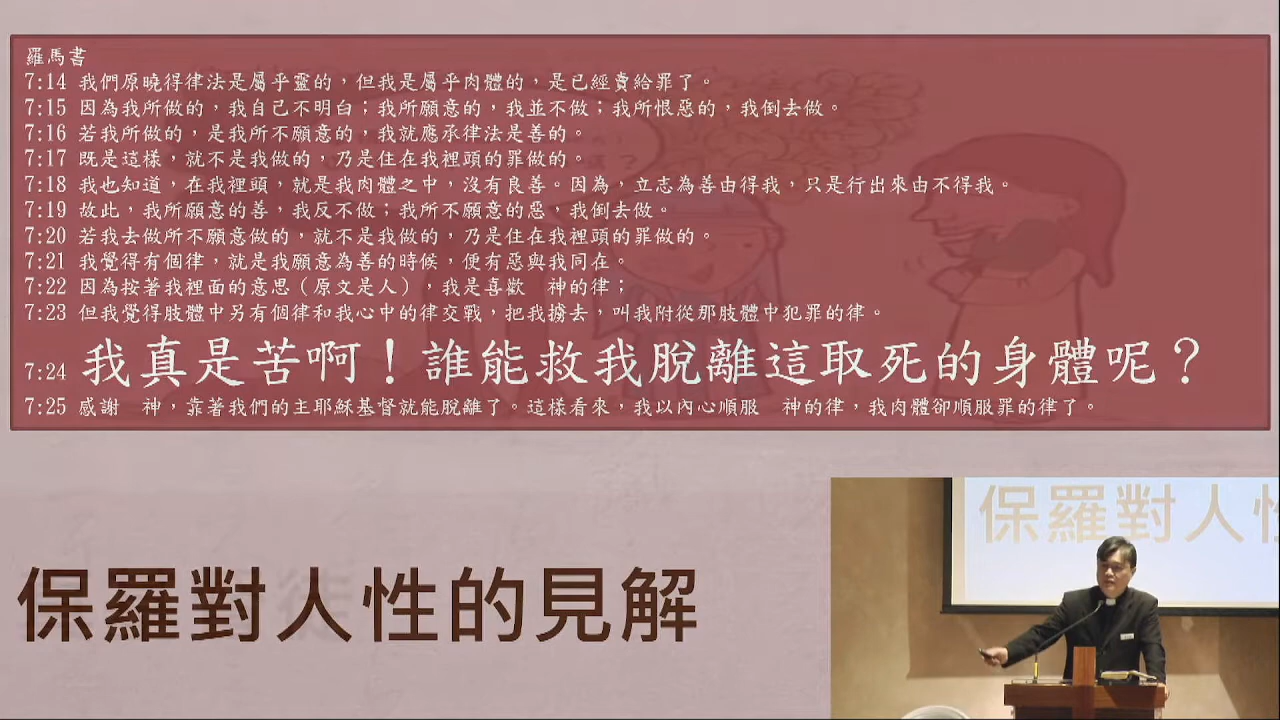 羅馬書
7:14 我們原曉得律法是屬乎靈的，但我是屬乎肉體的，是已經賣給罪了。
7:15 因為我所做的，我自己不明白；我所願意的，我並不做；我所恨惡的，我倒去做。
7:16 若我所做的，是我所不願意的，我就應承律法是善的。
7:17 既是這樣，就不是我做的，乃是住在我裡頭的罪做的。
7:18 我也知道，在我裡頭，就是我肉體之中，沒有良善。因為，立志為善由得我，只是行出來由不得我。
7:19 故此，我所願意的善，我反不做；我所不願意的惡，我倒去做。
7:20 若我去做所不願意做的，就不是我做的，乃是住在我裡頭的罪做的。
7:21 我覺得有個律，就是我願意為善的時候，便有惡與我同在。
7:22 因為按著我裡面的意思（原文是人），我是喜歡　神的律；
7:23 但我覺得肢體中另有個律和我心中的律交戰，把我擄去，叫我附從那肢體中犯罪的律。
7:24 我真是苦啊！誰能救我脫離這取死的身體呢？
7:25 感謝　神，靠著我們的主耶穌基督就能脫離了。這樣看來，我以內心順服　神的律，我肉體卻順服罪的律了。
保羅對人性的見解
保羅對人性